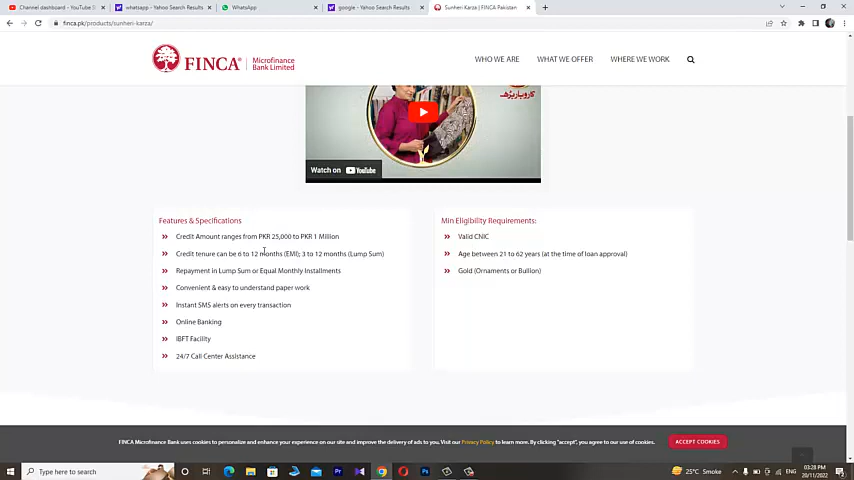 Channel dashboard - YouTube S
whatsapp - Yahoo Search Results
WhatsApp
google - Yahoo Search Results
Sunheri Karza | FINCA Pakistan
finca.pk/products/sunheri-karza/
FINCA
Microfinance
Bank Limited
WHO WE ARE
WHAT WE OFFER
WHERE WE WORK
Watch on YouTube
Features & Specifications
Credit Amount ranges from PKR 25,000 to PKR 1 Million
Credit tenure can be 6 to 12 months (EMI); 3 to 12 months (Lump Sum)
Repayment in Lump Sum or Equal Monthly Installments
Convenient & easy to understand paper work
Instant SMS alerts on every transaction
Online Banking
IBFT Facility
24/7 Call Center Assistance
Min Eligibility Requirements:
Valid CNIC
Age between 21 to 62 years (at the time of loan approval)
Gold (Ornaments or Bullion)
FINCA Microfinance Bank uses cookies to personalize and enhance your experience on our site and improve the delivery of ads to you. Visit our Privacy Policy to learn more. By clicking "accept", you agree to our use of cookies.
ACCEPT COOKIES
Type here to search
Pr
Ps
25°C Smoke
ENG
03:28 PM
20/11/2022
2